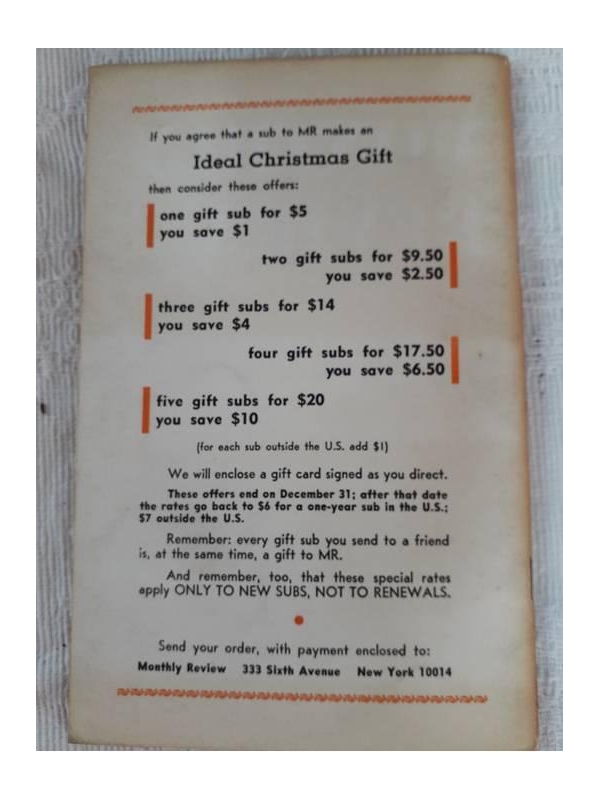 If you agree that a sub to MR makes an
Ideal Christmas Gift
then consider these offers:
one gift sub for $5
you save $1
two gift subs for $9.50
you save $2.50
three gift subs for $14
you save $4
four gift subs for $17.50
you save $6.50
five gift subs for $20
you save $10
(for each sub outside the U.S. add $1)
We will enclose a gift card signed as you direct.
These offers end on December 31; after that date
the rates go back to $6 for a one-year sub in the U.S.;
$7 outside the U.S.
Remember: every gift sub you send to a friend
is, at the same time, a gift to MR.
And remember, too, that these special rates
apply ONLY TO NEW SUBS, NOT TO RENEWALS.
Send your order, with payment enclosed to:
Monthly Review 333 Sixth Avenue New York 10014